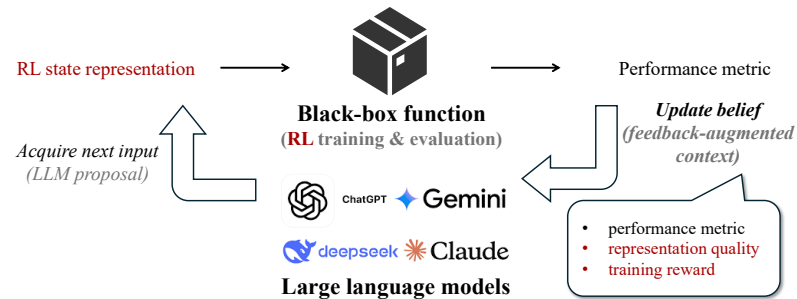 RL state representation
Performance metric
Black-box function
(RL training & evaluation)
Update belief
(feedback-augmented
context)
Acquire next input
(LLM proposal)
ChatGPT
Gemini
deepseek
Claude
Large language models
• performance metric
• representation quality
• training reward